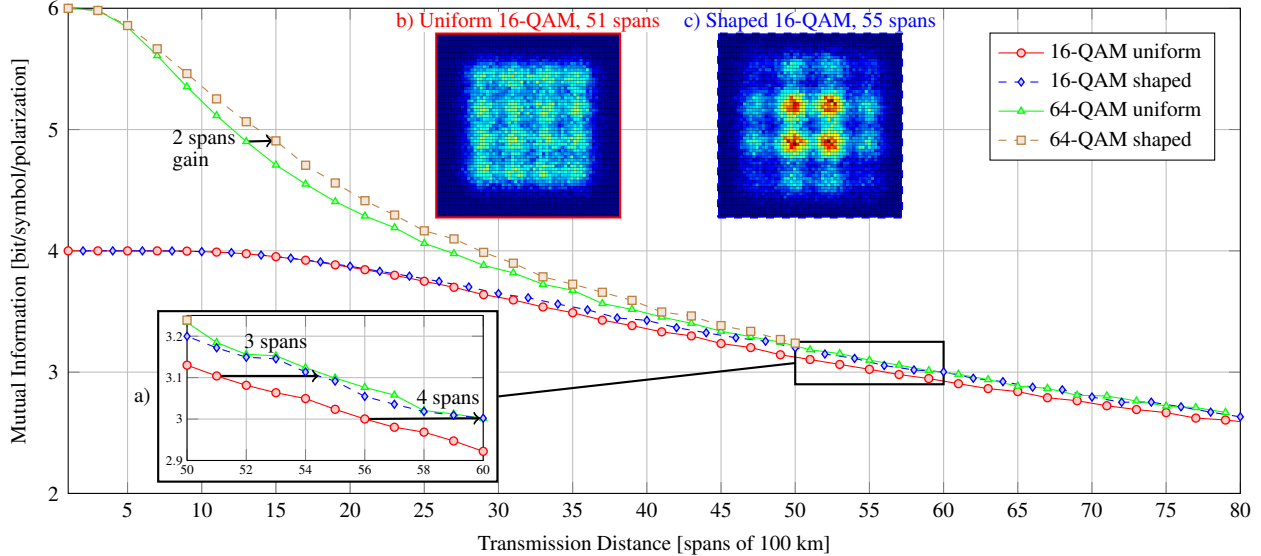 b) Uniform 16-QAM, 51 spans
c) Shaped 16-QAM, 55 spans
16-QAM uniform
16-QAM shaped
64-QAM uniform
64-QAM shaped
6
5
4
3
2
Mutual Information [bit/symbol/polarization]
2 spans
gain
a)
3 spans
4 spans
3.2
3.1
3
2.9
50 52 54 56 58 60
5 10 15 20 25 30 35 40 45 50 55 60 65 70 75 80
Transmission Distance [spans of 100 km]